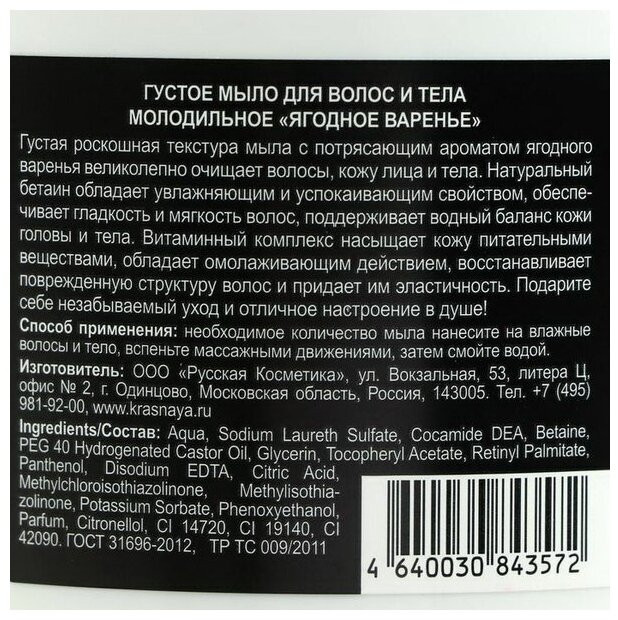 ГУСТОЕ МЫЛО ДЛЯ ВОЛОС И ТЕЛА
МОЛОДИЛЬНОЕ «ЯГОДНОЕ ВАРЕНЬЕ»
Густая роскошная текстура мыла с потрясающим ароматом ягодного
варенья великолепно очищает волосы, кожу лица и тела. Натуральный
бетаин обладает увлажняющим и успокаивающим свойством, обеспе-
чивает гладкость и мягкость волос, поддерживает водный баланс кожи
головы и тела. Витаминный комплекс насыщает кожу питательными
веществами, обладает омолаживающим действием, восстанавливает
поврежденную структуру волос и придает им эластичность. Подарите
себе незабываемый уход и отличное настроение в душе!
Способ применения: необходимое количество мыла нанесите на влажные
волосы и тело, вспеньте массажными движениями, затем смойте водой.
Изготовитель: ООО «Русская Косметика», ул. Вокзальная, 53, литера Ц,
офис № 2, г. Одинцово, Московская область, Россия, 143005. Тел. +7 (495)
981-92-00, www.krasnaya.ru
Ingredients/Состав: Aqua, Sodium Laureth Sulfate, Cocamide DEA, Betaine,
PEG 40 Hydrogenated Castor Oil, Glycerin, Tocopheryl Acetate, Retinyl Palmitate,
Panthenol, Disodium EDTA, Citric Acid,
Methylchloroisothiazolinone, Methylisothia-
zolinone, Potassium Sorbate, Phenoxyethanol,
Parfum, Citronellol, CI 14720, CI 19140, CI
42090. ГОСТ 31696-2012, ТР ТС 009/2011
4 640030 843572